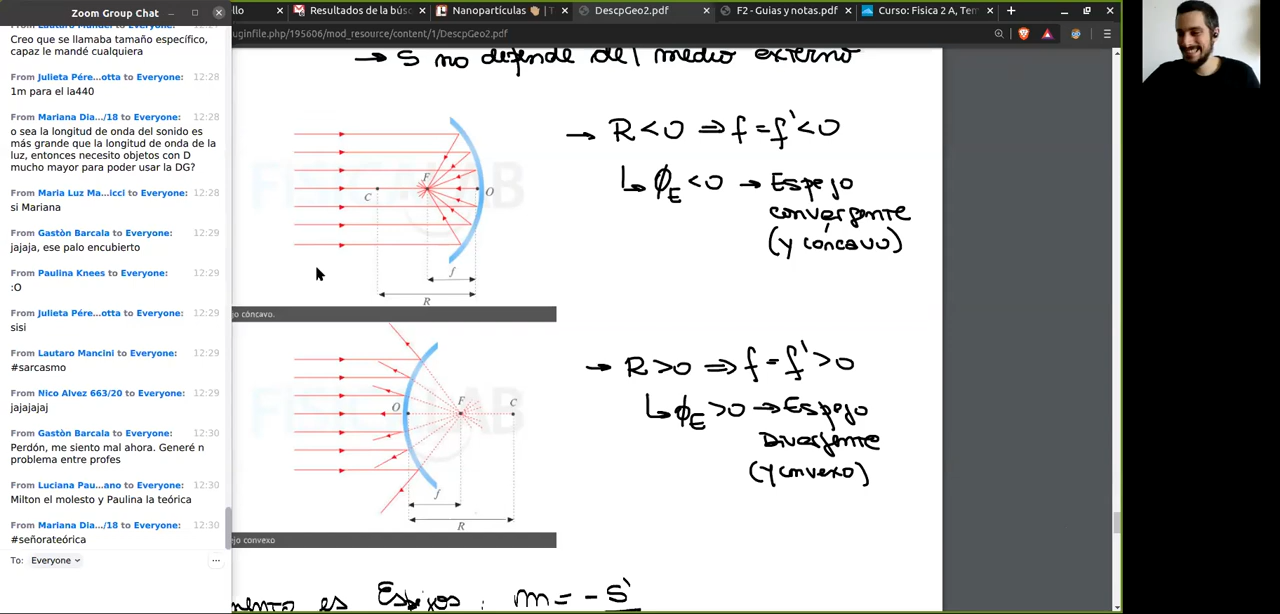 Zoom Group Chat
Creo que se llamaba tamaño específico,
capaz le mandé cualquiera
From Julieta Pére...otta to Everyone: 12:28
1m para el la440
From Mariana Dia.../18 to Everyone: 12:28
o sea la longitud de onda del sonido es
más grande que la longitud de onda de la
luz, entonces necesito objetos con D
mucho mayor para poder usar la DG?
From Maria Luz Ma...icci to Everyone: 12:28
si Mariana
From Gastòn Barcala to Everyone: 12:29
jajaja, ese palo encubierto
From Paulina Knees to Everyone: 12:29
:O
From Julieta Pére...otta to Everyone: 12:29
sisi
From Lautaro Mancini to Everyone: 12:29
#sarcasmo
From Nico Alvez 663/20 to Everyone: 12:29
jajajajaj
From Gastòn Barcala to Everyone: 12:30
Perdón, me siento mal ahora. Generé n
problema entre profes
From Luciana Pau...ano to Everyone: 12:30
Milton el molesto y Paulina la teórica
From Mariana Dia.../18 to Everyone: 12:30
#señorateórica
To: Everyone
llo
Resultados de la bús
Nanopartículas
DescpGeo2.pdf
F2 - Guias y notas.pdf
Curso: Fisica 2 A, Tem
uginfile.php/195606/mod_resource/content/1/DescpGeo2.pdf
→ S no depende del medio externo
C
F
O
f
R
jo cóncavo.
→ R<0 ⇒ f = f'<0
↳ ϕE <0 → Espejo
convergente
(y cóncavo)
O
F
C
f
R
ejo convexo
→ R>0 ⇒ f = f'>0
↳ ϕE >0 → Espejo
Divergente
(y convexo)
mento es Espejos : m = - S'